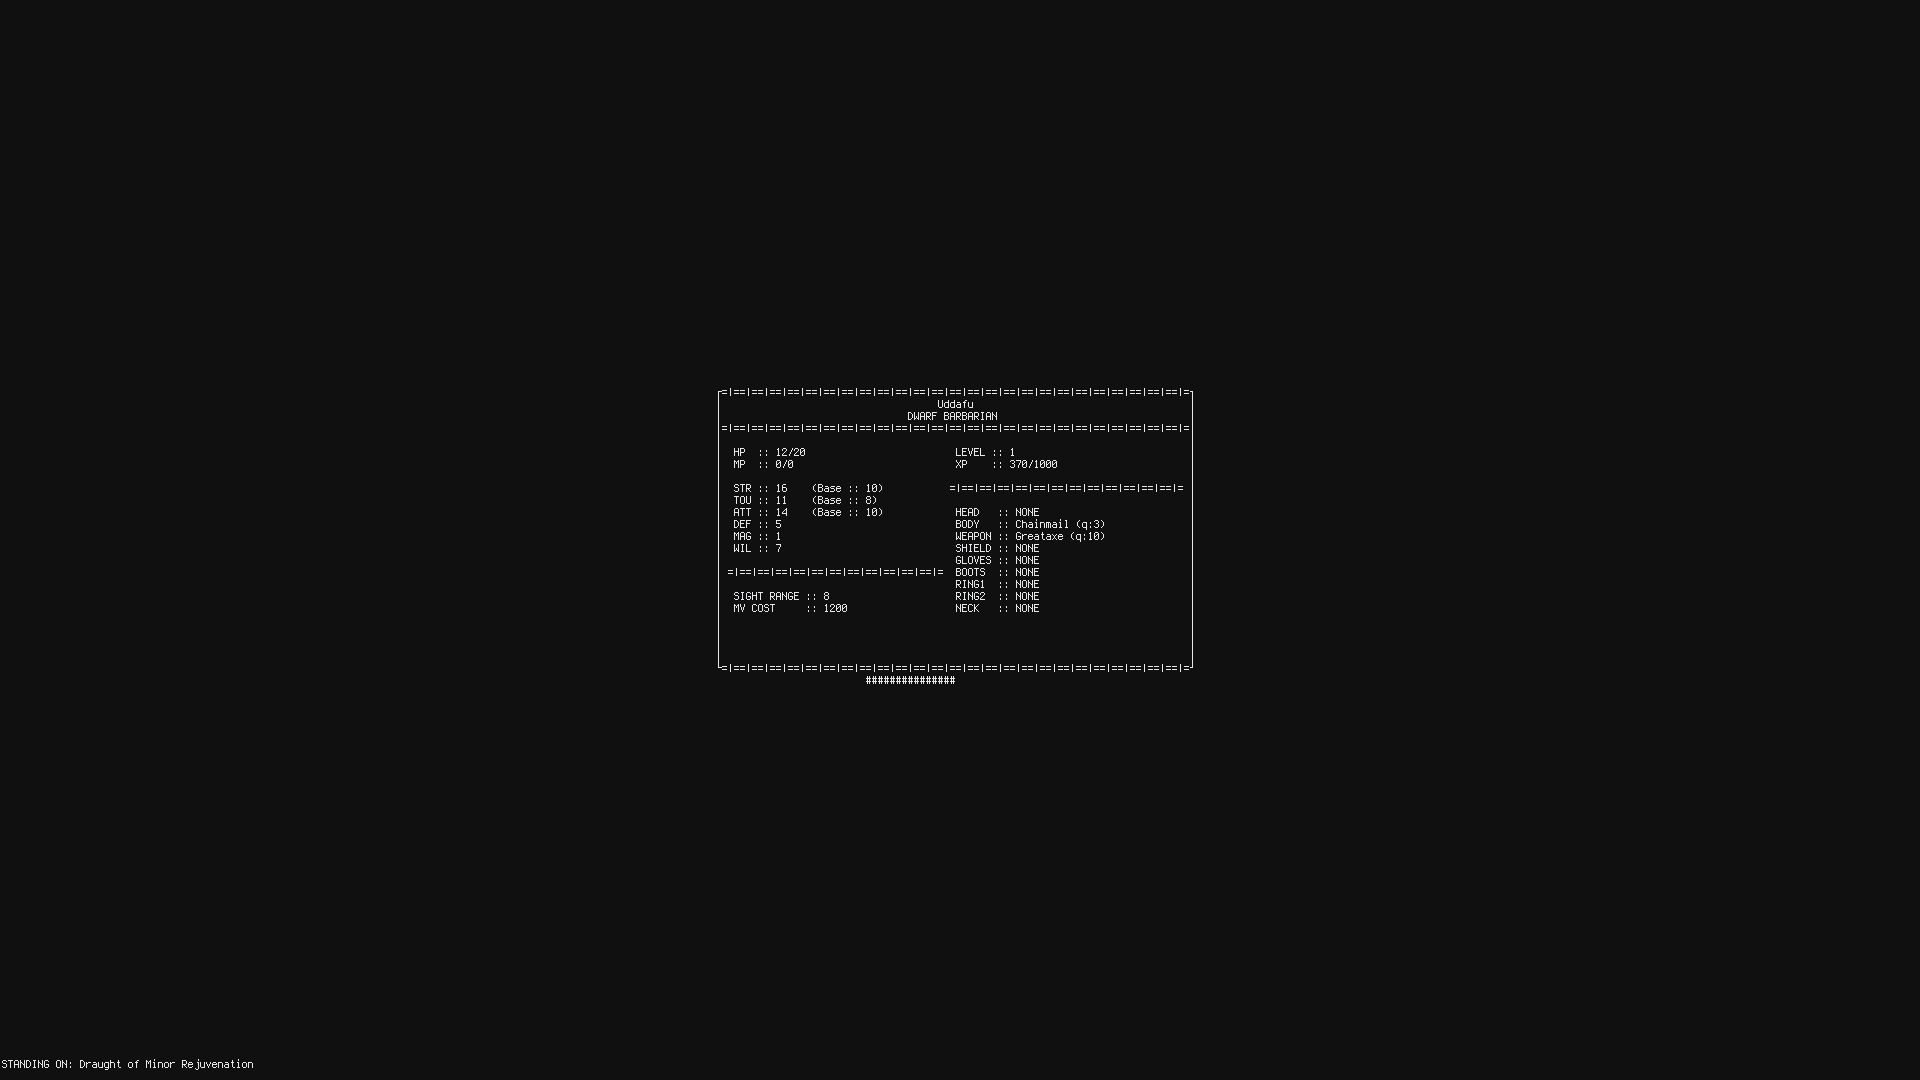 =|==|==|==|==|==|==|==|==|==|==|==|==|==|==|==|==|==|==|==|==|==|==|==|==|==|=
Uddafu
DWARF BARBARIAN
=|==|==|==|==|==|==|==|==|==|==|==|==|==|==|==|==|==|==|==|==|==|==|==|==|==|=
HP :: 12/20 LEVEL :: 1
MP :: 0/0 XP :: 370/1000
STR :: 16 (Base :: 10) =|==|==|==|==|==|==|==|==|==|==|==|==|=
TOU :: 11 (Base :: 8)
ATT :: 14 (Base :: 10) HEAD :: NONE
DEF :: 5 BODY :: Chainmail (q:3)
MAG :: 1 WEAPON :: Greataxe (q:10)
WIL :: 7 SHIELD :: NONE
GLOVES :: NONE
=|==|==|==|==|==|==|==|==|==|==|==|= BOOTS :: NONE
RING1 :: NONE
SIGHT RANGE :: 8 RING2 :: NONE
MV COST :: 1200 NECK :: NONE
=|==|==|==|==|==|==|==|==|==|==|==|==|==|==|==|==|==|==|==|==|==|==|==|==|==|=
###############
STANDING ON: Draught of Minor Rejuvenation